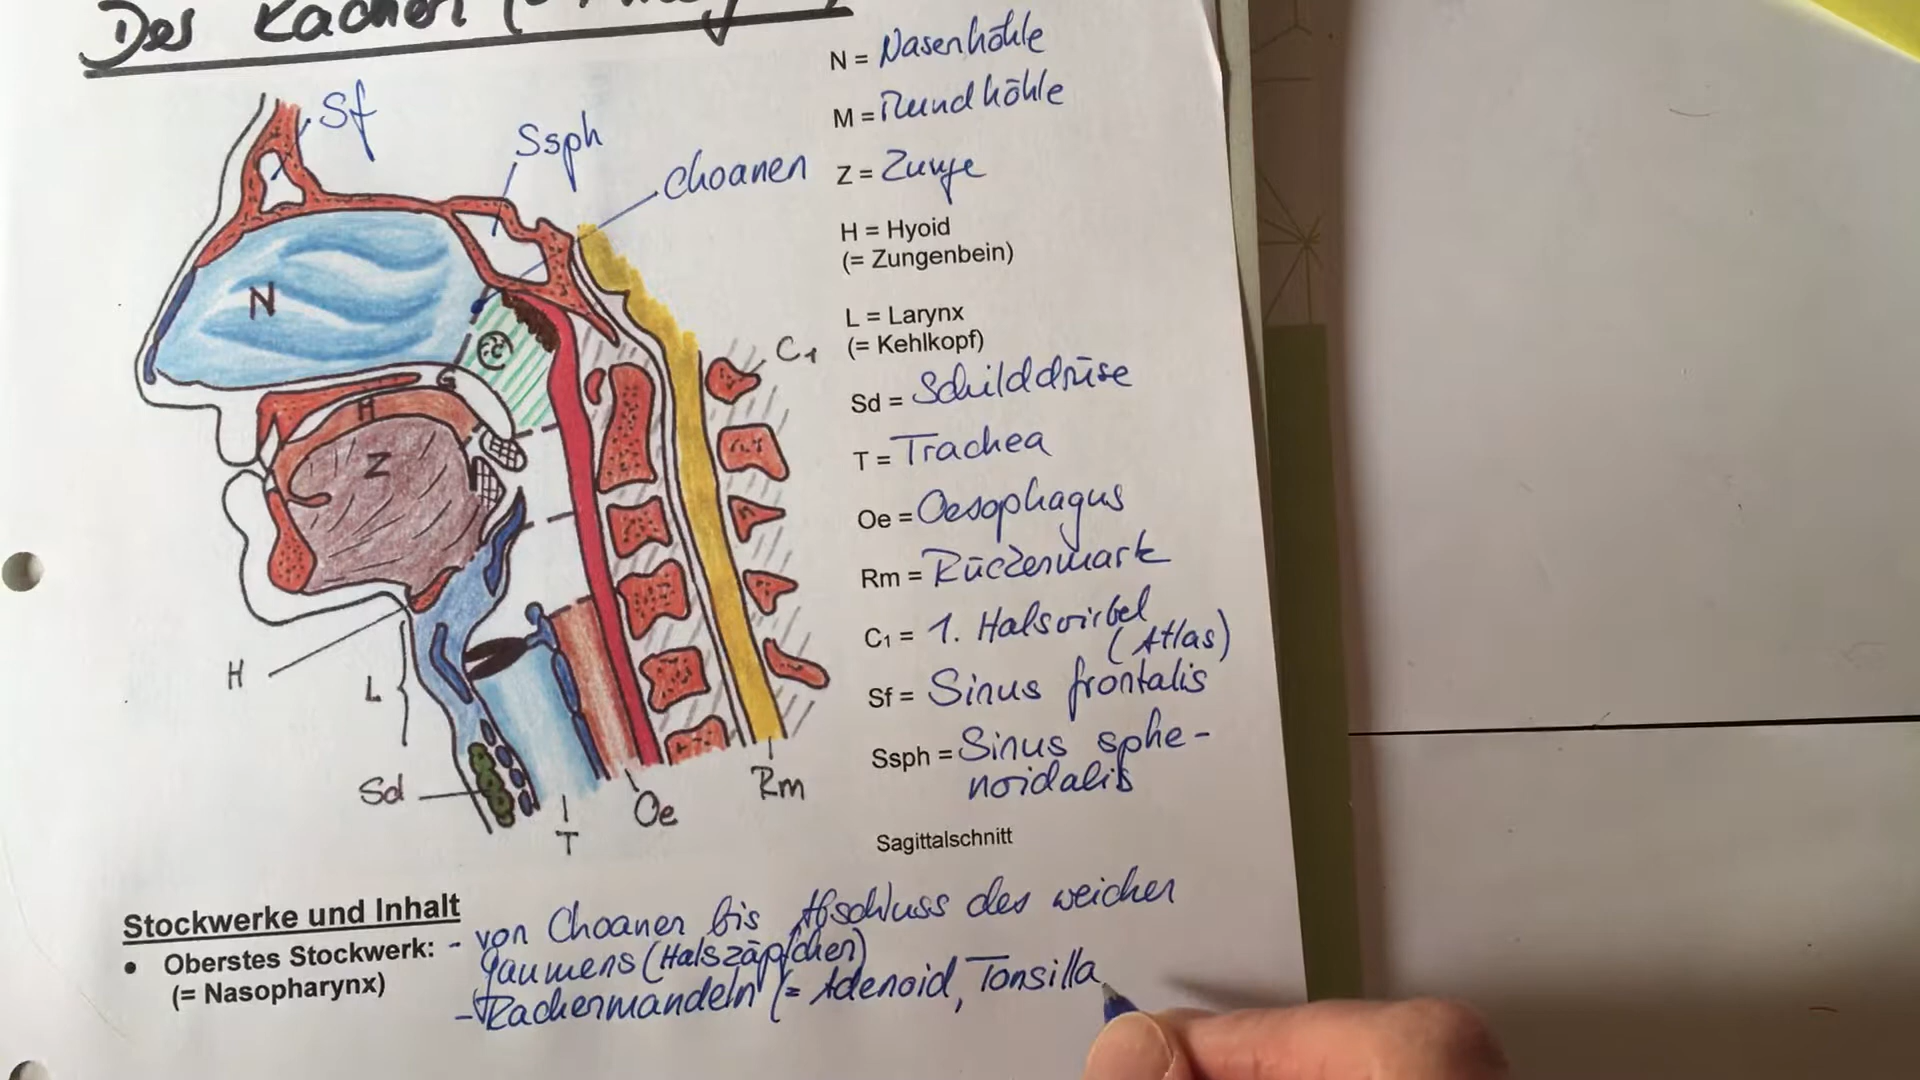 Der Rachen (=
N = Nasenhöhle
M = Mundhöhle
Z = Zunge
H = Hyoid
(= Zungenbein)
L = Larynx
(= Kehlkopf)
Sd = Schilddrüse
T = Trachea
Oe = Oesophagus
Rm = Rückenmark
C1 = 1. Halswirbel
(Atlas)
Sf = Sinus frontalis
Ssph = Sinus sphe-
noidalis
Sagittalschnitt
Sf
Ssph
Choanen
N
C1
G
M
Z
H
L
Sd
T
Oe
Rm
Stockwerke und Inhalt
• Oberstes Stockwerk: - von Choanen bis Abschluss des weichen
(= Nasopharynx) Gaumens (Halszäpfchen)
- Rachenmandeln (= Adenoid, Tonsilla